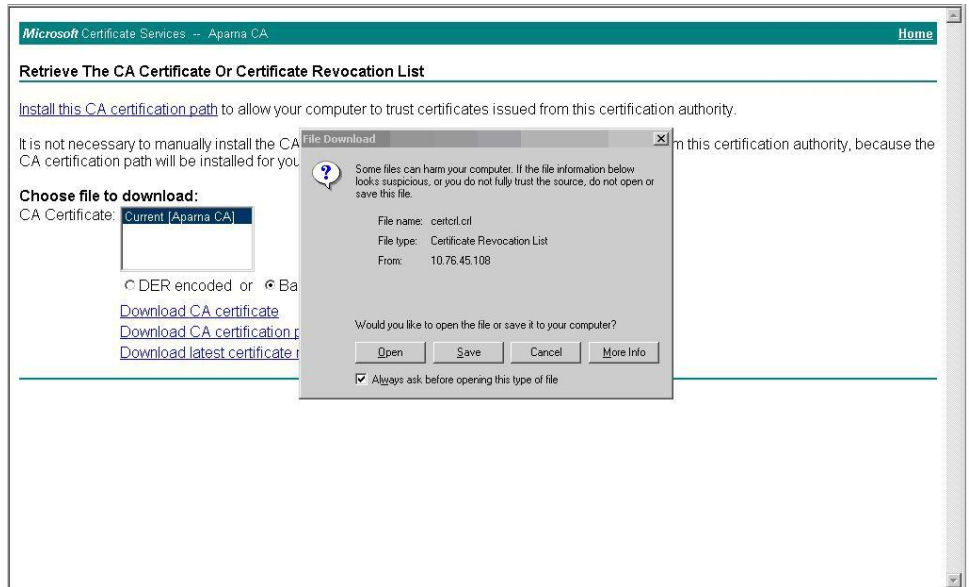 Microsoft Certificate Services -- Aparna CA
Home
Retrieve The CA Certificate Or Certificate Revocation List
Install this CA certification path to allow your computer to trust certificates issued from this certification authority.
It is not necessary to manually install the CA
m this certification authority, because the
CA certification path will be installed for you
Choose file to download:
CA Certificate:
Current [Aparna CA]
DER encoded or Ba
Download CA certificate
Download CA certification p
Download latest certificate r
File Download
Some files can harm your computer. If the file information below
looks suspicious, or you do not fully trust the source, do not open or
save this file.
File name: certcrl.crl
File type: Certificate Revocation List
From: 10.76.45.108
Would you like to open the file or save it to your computer?
Open Save Cancel More Info
Always ask before opening this type of file